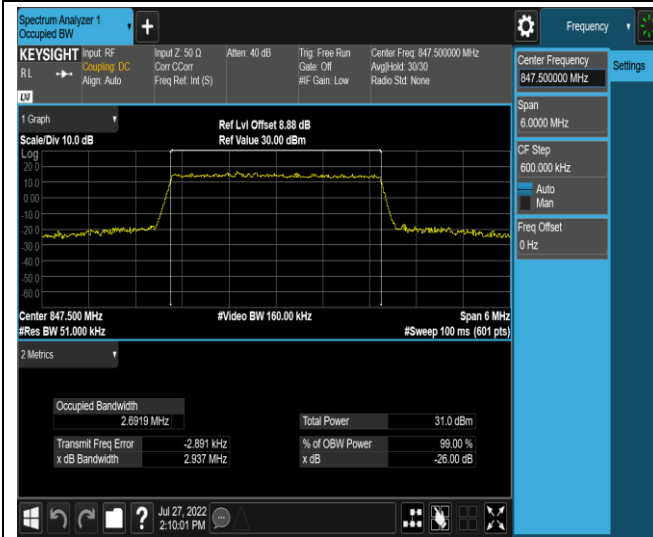 Spectrum Analyzer 1
Occupied BW
Frequency
KEYSIGHT
RL
Input: RF
Coupling: DC
Align: Auto
Input Z: 50 Ω
Corr CCorr
Freq Ref: Int (S)
Atten: 40 dB
Trig: Free Run
Gate: Off
#IF Gain: Low
Center Freq: 847.500000 MHz
Avg|Hold: 30/30
Radio Std: None
LXI
1 Graph
Scale/Div 10.0 dB
Ref Lvl Offset 8.88 dB
Ref Value 30.00 dBm
Log
20.0
10.0
0.00
-10.0
-20.0
-30.0
-40.0
-50.0
-60.0
Center 847.500 MHz
#Res BW 51.000 kHz
#Video BW 160.00 kHz
Span 6 MHz
#Sweep 100 ms (601 pts)
2 Metrics
Occupied Bandwidth
2.6919 MHz
Total Power 31.0 dBm
Transmit Freq Error -2.891 kHz
% of OBW Power 99.00 %
x dB Bandwidth 2.937 MHz
x dB -26.00 dB
Center Frequency
847.500000 MHz
Settings
Span
6.0000 MHz
CF Step
600.000 kHz
Auto
Man
Freq Offset
0 Hz
?
Jul 27, 2022
2:10:01 PM